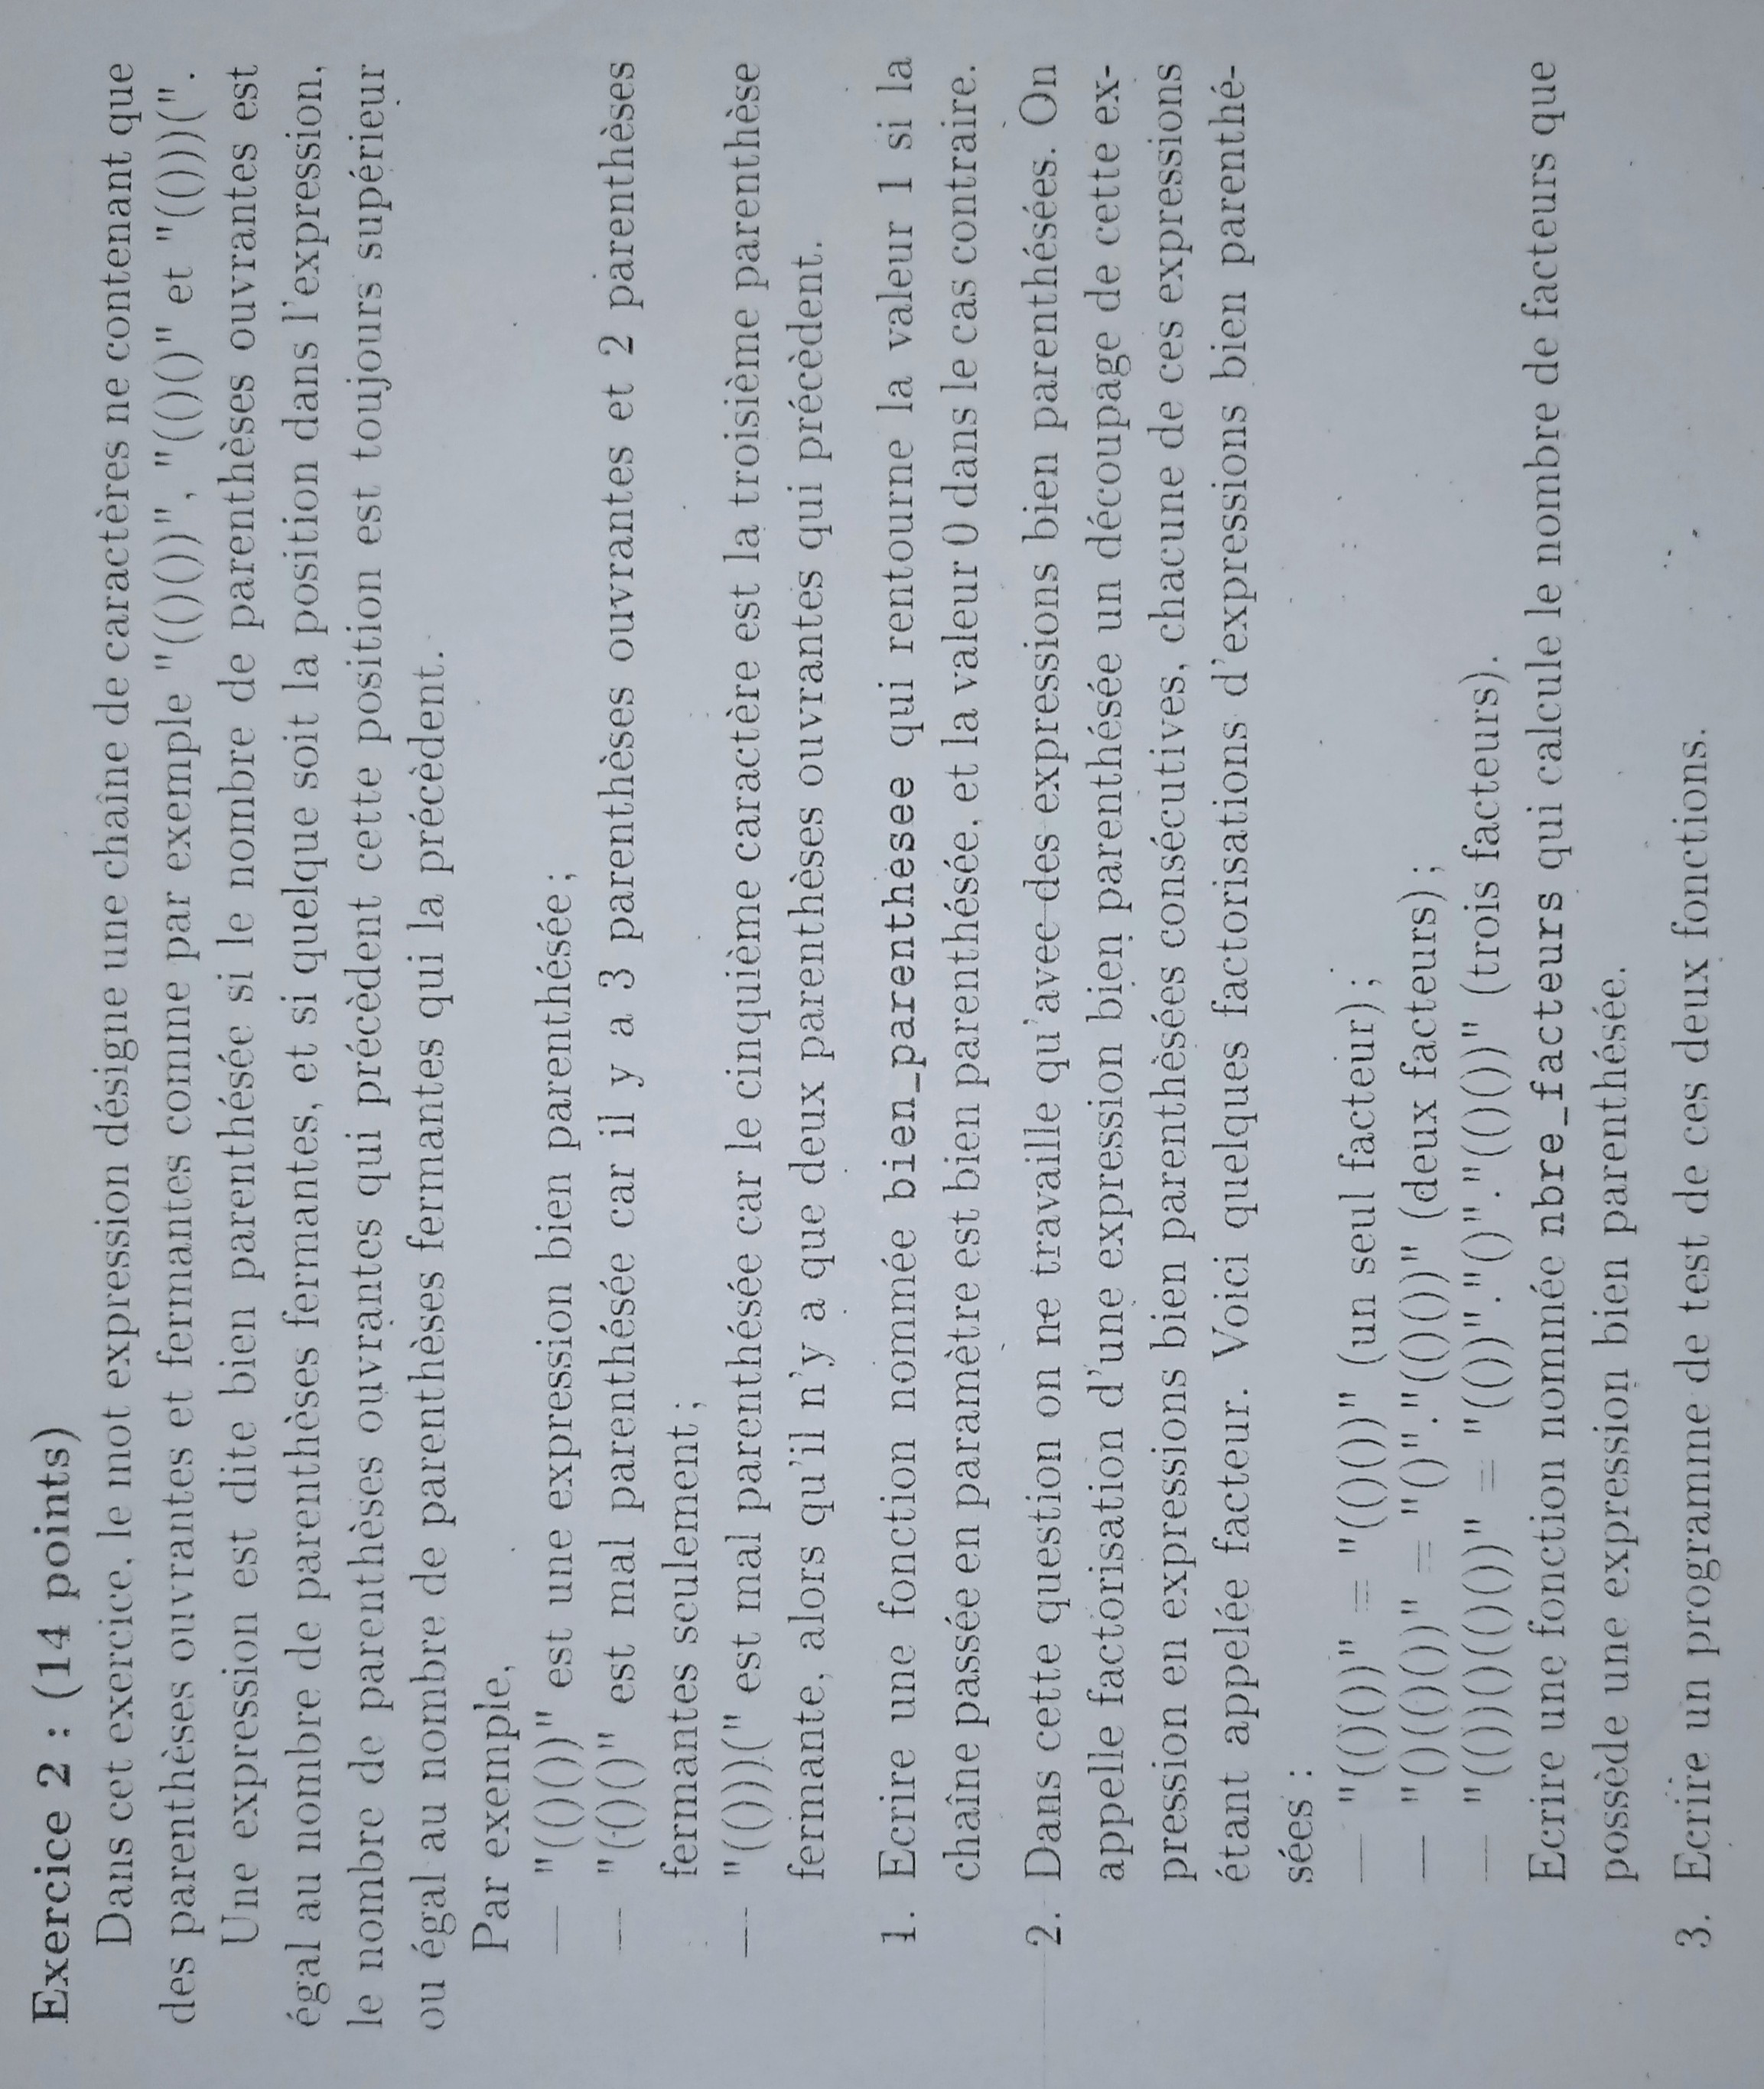 Exercice 2 : (14 points)
Dans cet exercice, le mot expression désigne une chaîne de caractères ne contenant que
des parenthèses ouvrantes et fermantes comme par exemple "(()())", "(()()" et "(()))(".
Une expression est dite bien parenthésée si le nombre de parenthèses ouvrantes est
égal au nombre de parenthèses fermantes, et si quelque soit la position dans l'expression,
le nombre de parenthèses ouvrantes qui précèdent cette position est toujours supérieur
ou égal au nombre de parenthèses fermantes qui la précèdent.
Par exemple,
— "(()())" est une expression bien parenthésée ;
— "(()()" est mal parenthésée car il y a 3 parenthèses ouvrantes et 2 parenthèses
fermantes seulement ;
— "(()))(" est mal parenthésée car le cinquième caractère est la troisième parenthèse
fermante, alors qu'il n'y a que deux parenthèses ouvrantes qui précèdent.
1. Ecrire une fonction nommée bien_parenthesee qui rentourne la valeur 1 si la
chaîne passée en paramètre est bien parenthésée, et la valeur 0 dans le cas contraire.
2. Dans cette question on ne travaille qu'avec des expressions bien parenthésées. On
appelle factorisation d'une expression bien parenthésée un découpage de cette ex-
pression en expressions bien parenthèsées consécutives, chacune de ces expressions
étant appelée facteur. Voici quelques factorisations d'expressions bien parenthé-
sées :
— "(()())" = "(()())" (un seul facteur) ;
— "()(()())" = "()"."(()())" (deux facteurs) ;
— "(())()(()())" = "(())"."()"."(()())" (trois facteurs).
Ecrire une fonction nommée nbre_facteurs qui calcule le nombre de facteurs que
possède une expression bien parenthésée.
3. Ecrire un programme de test de ces deux fonctions.